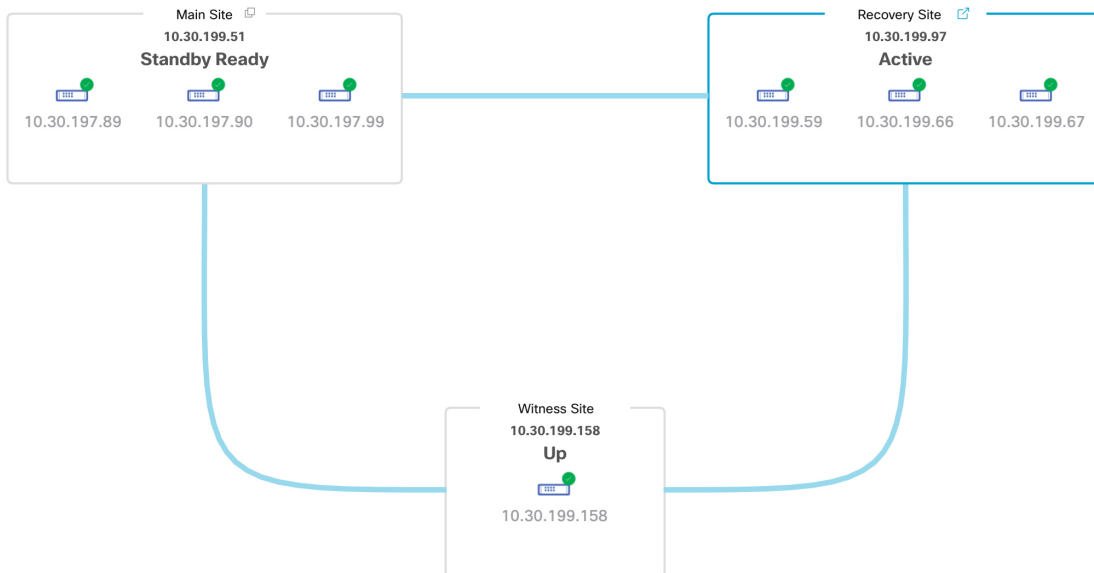 Main Site
10.30.199.51
Standby Ready
10.30.197.89 10.30.197.90 10.30.197.99
Recovery Site
10.30.199.97
Active
10.30.199.59 10.30.199.66 10.30.199.67
Witness Site
10.30.199.158
Up
10.30.199.158